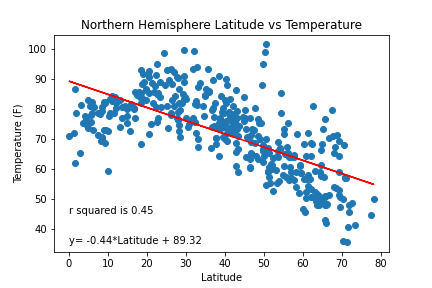 Northern Hemisphere Latitude vs Temperature
100
90
80
70
60
50
40
Temperature (F)
r squared is 0.45
y= -0.44*Latitude + 89.32
0 10 20 30 40 50 60 70 80
Latitude